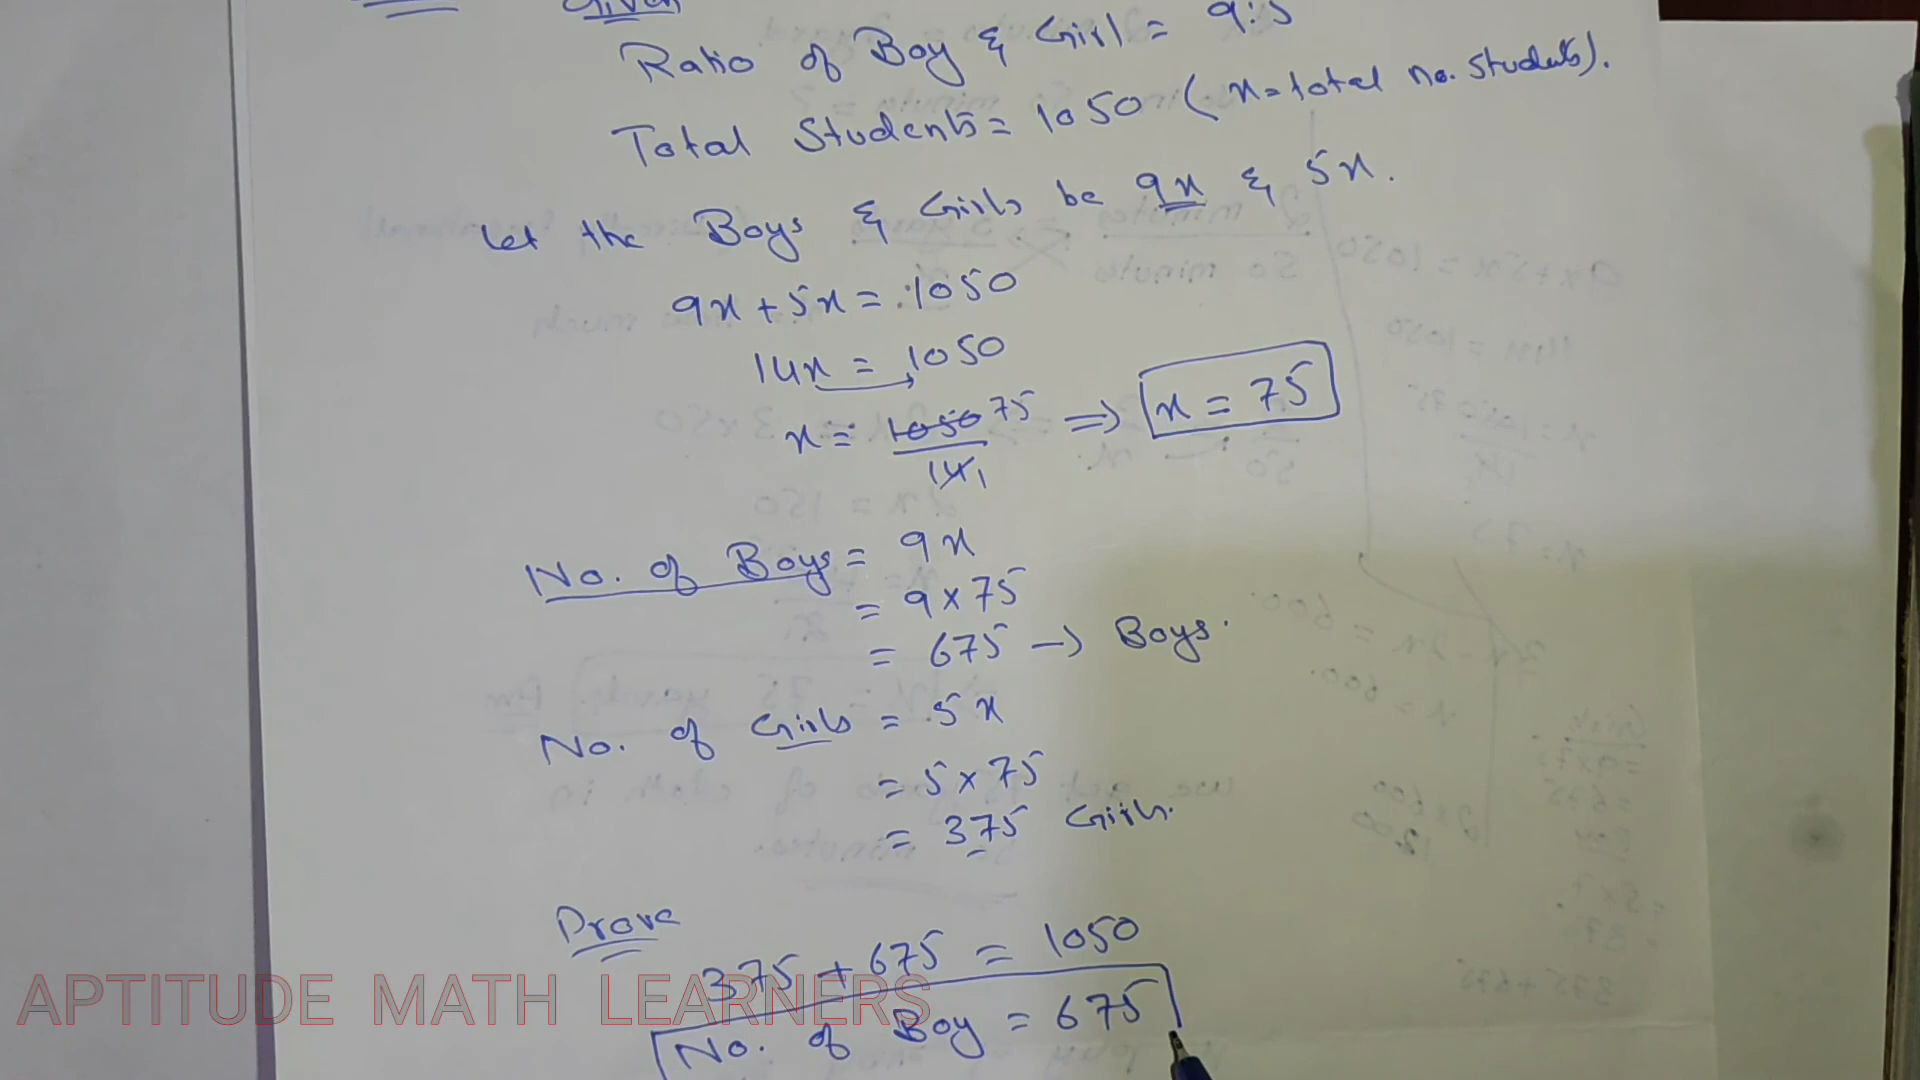 Given
Ratio of Boy & Girl = 9:5
Total Students = 1050 (x = total no. students).
Let the Boys & Girls be 9x & 5x.
9x + 5x = 1050
14x = 1050
x = 1050 75 ⇒ x = 75
14 1
No. of Boys = 9x
= 9 × 75
= 675 → Boys.
No. of Girls = 5x
= 5 × 75
= 375 Girls.
Prove
375 + 675 = 1050
APTITUDE MATH LEARNERS
No. of Boy = 675